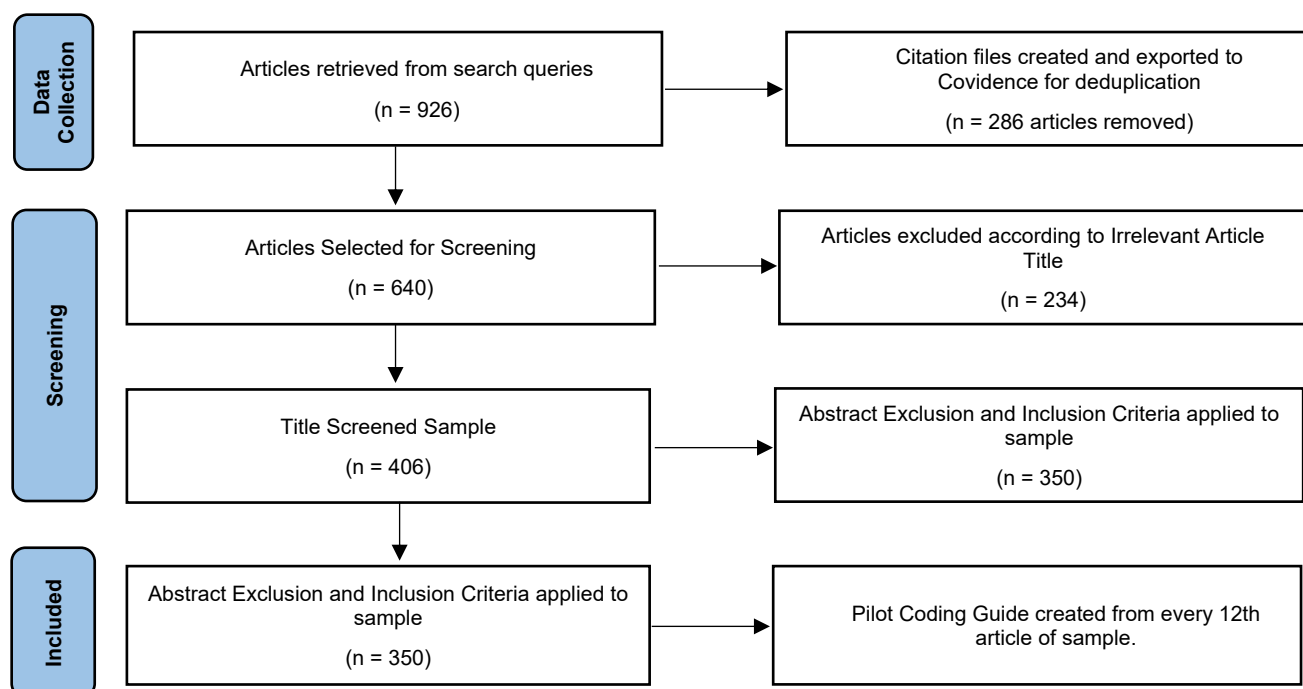 Data
Collection
Articles retrieved from search queries
(n = 926)
Citation files created and exported to
Covidence for deduplication
(n = 286 articles removed)
Screening
Articles Selected for Screening
(n = 640)
Articles excluded according to Irrelevant Article
Title
(n = 234)
Title Screened Sample
(n = 406)
Abstract Exclusion and Inclusion Criteria applied to
sample
(n = 350)
Included
Abstract Exclusion and Inclusion Criteria applied to
sample
(n = 350)
Pilot Coding Guide created from every 12th
article of sample.